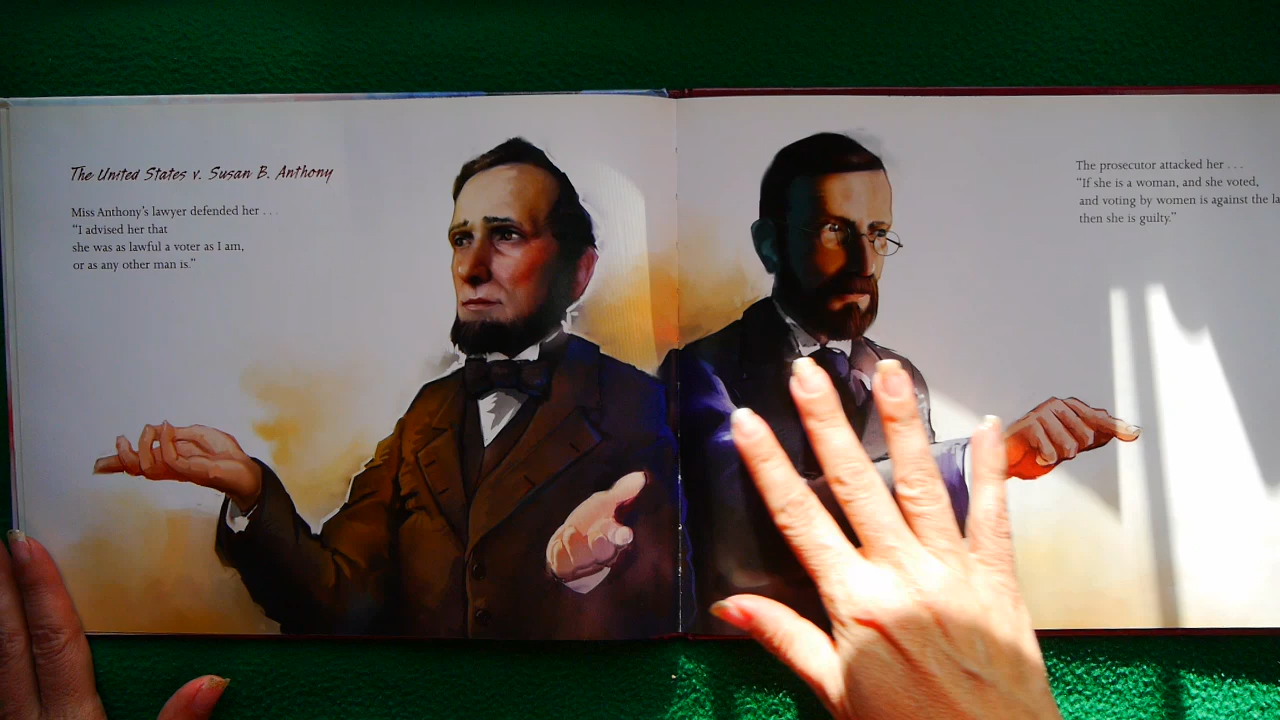 The United States v. Susan B. Anthony
Miss Anthony's lawyer defended her . . .
"I advised her that
she was as lawful a voter as I am,
or as any other man is."
The prosecutor attacked her . . .
"If she is a woman, and she voted,
and voting by women is against the
then she is guilty."